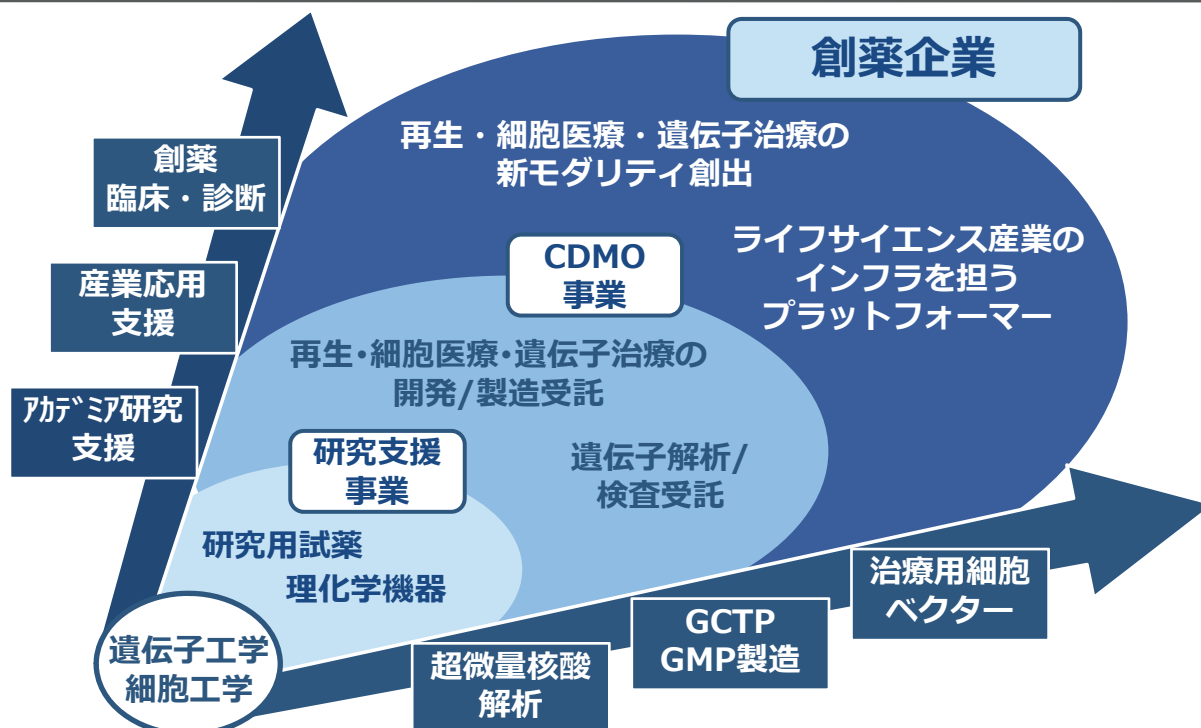 創薬企業
再生・細胞医療・遺伝子治療の
新モダリティ創出
創薬
臨床・診断
ライフサイエンス産業の
インフラを担う
プラットフォーマー
CDMO
事業
産業応用
支援
再生・細胞医療・遺伝子治療の
開発/製造受託
ｱｶﾃﾞﾐｱ研究
支援
研究支援
事業
遺伝子解析/
検査受託
研究用試薬
理化学機器
治療用細胞
ベクター
GCTP
GMP製造
超微量核酸
解析
遺伝子工学
細胞工学